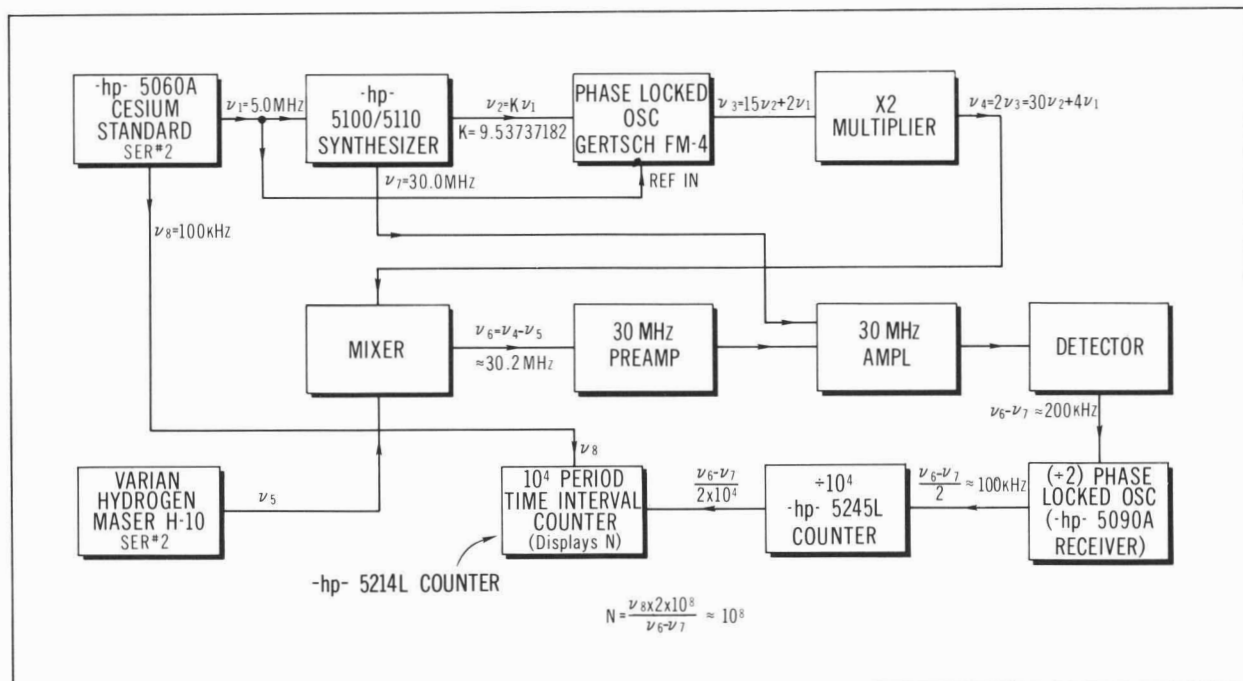 -hp- 5060A
CESIUM
STANDARD
SER#2
ν₁=5.0MHz
-hp-
5100/5110
SYNTHESIZER
ν₂=Kν₁
K=9.53737182
PHASE LOCKED
OSC
GERTSCH FM-4
ν₃=15ν₂+2ν₁
X2
MULTIPLIER
ν₄=2ν₃=30ν₂+4ν₁
ν₇=30.0MHz
REF IN
ν₈=100KHz
MIXER
ν₆=ν₄-ν₅
≈30.2MHz
30 MHz
PREAMP
30 MHz
AMPL
DETECTOR
ν₆-ν₇≈200KHz
VARIAN
HYDROGEN
MASER H-10
SER#2
ν₅
ν₈
10⁴ PERIOD
TIME INTERVAL
COUNTER
(Displays N)
ν₆-ν₇
2x10⁴
÷10⁴
-hp- 5245L
COUNTER
ν₆-ν₇
2
≈100KHz
(÷2) PHASE
LOCKED OSC
(-hp- 5090A
RECEIVER)
-hp- 5214L COUNTER
N=ν₈x2x10⁸/ν₆-ν₇ ≈ 10⁸